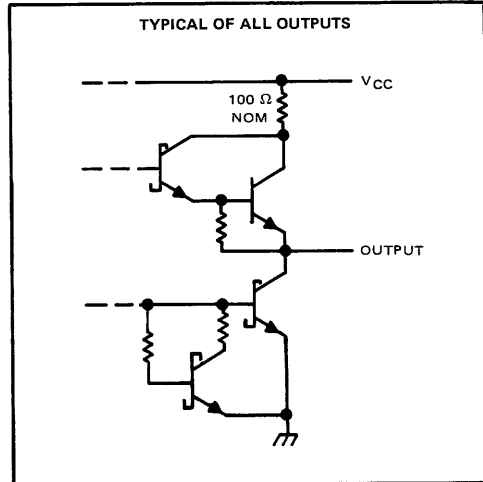 TYPICAL OF ALL OUTPUTS
VCC
100 Ω
NOM
OUTPUT